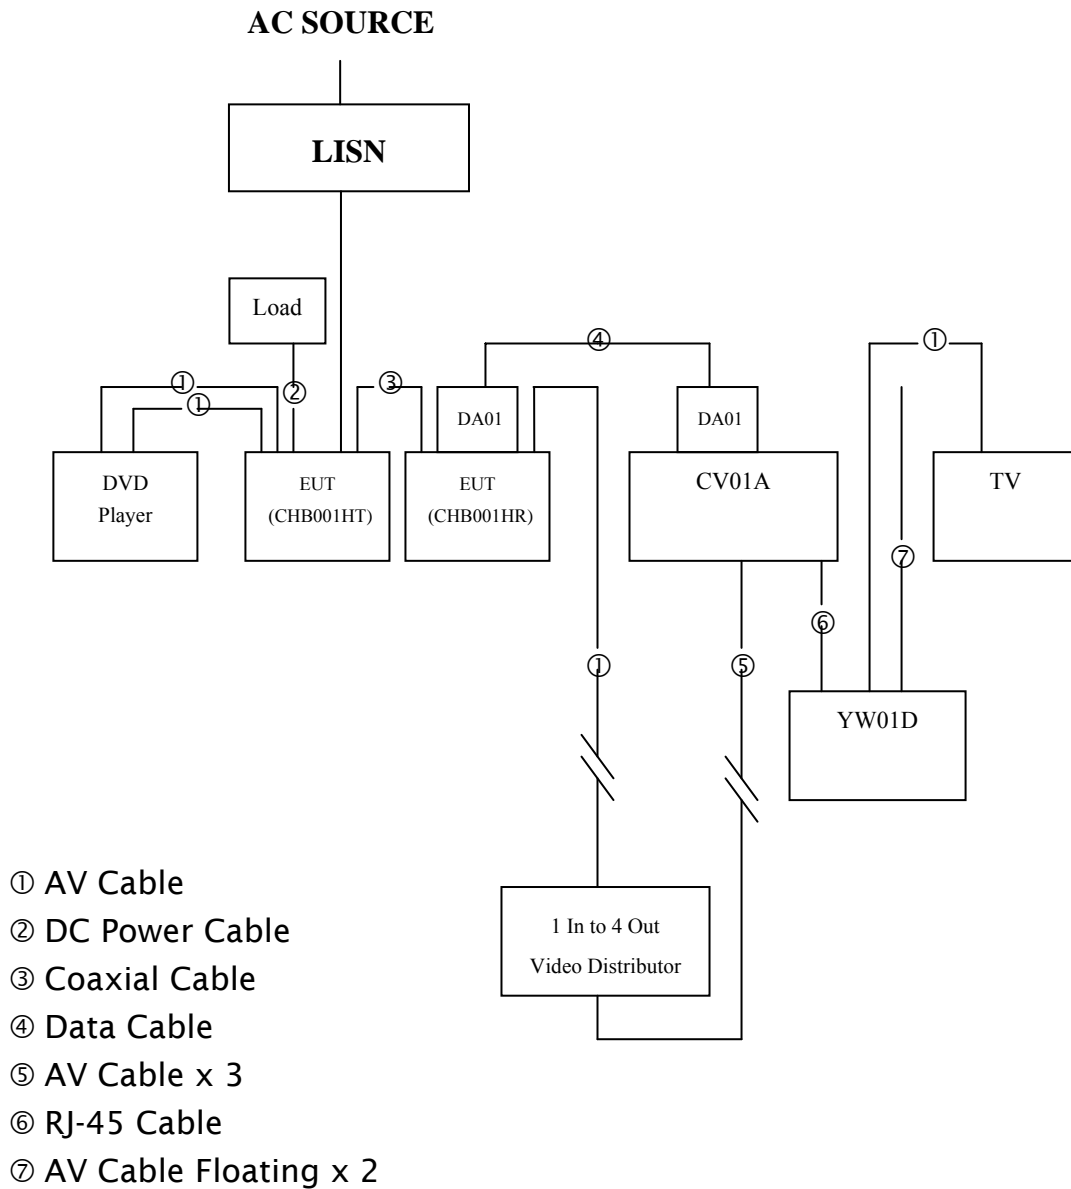 AC SOURCE
LISN
Load
④
①
①
③
②
①
DA01
DA01
DVD
Player
EUT
(CHB001HT)
EUT
(CHB001HR)
CV01A
TV
⑦
⑥
①
⑤
YW01D
1 In to 4 Out
Video Distributor
① AV Cable
② DC Power Cable
③ Coaxial Cable
④ Data Cable
⑤ AV Cable x 3
⑥ RJ-45 Cable
⑦ AV Cable Floating x 2